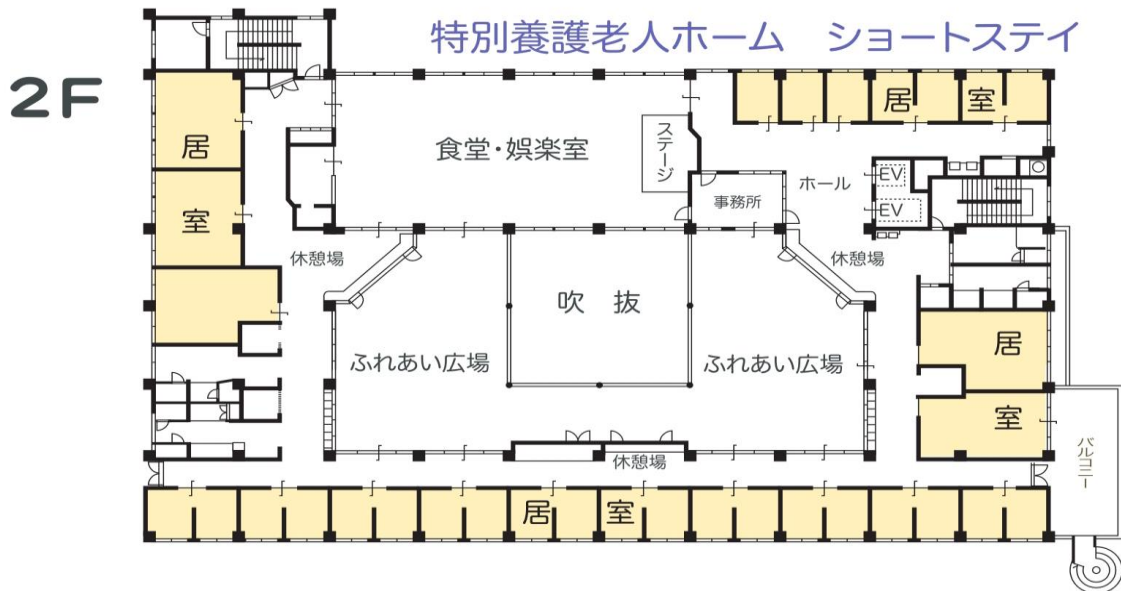 特別養護老人ホーム　ショートステイ
2F
居室
居室
食堂・娯楽室
ステージ
事務所
ホール
EV
EV
休憩場
休憩場
吹　抜
ふれあい広場
ふれあい広場
居室
休憩場
バルコニー
居室